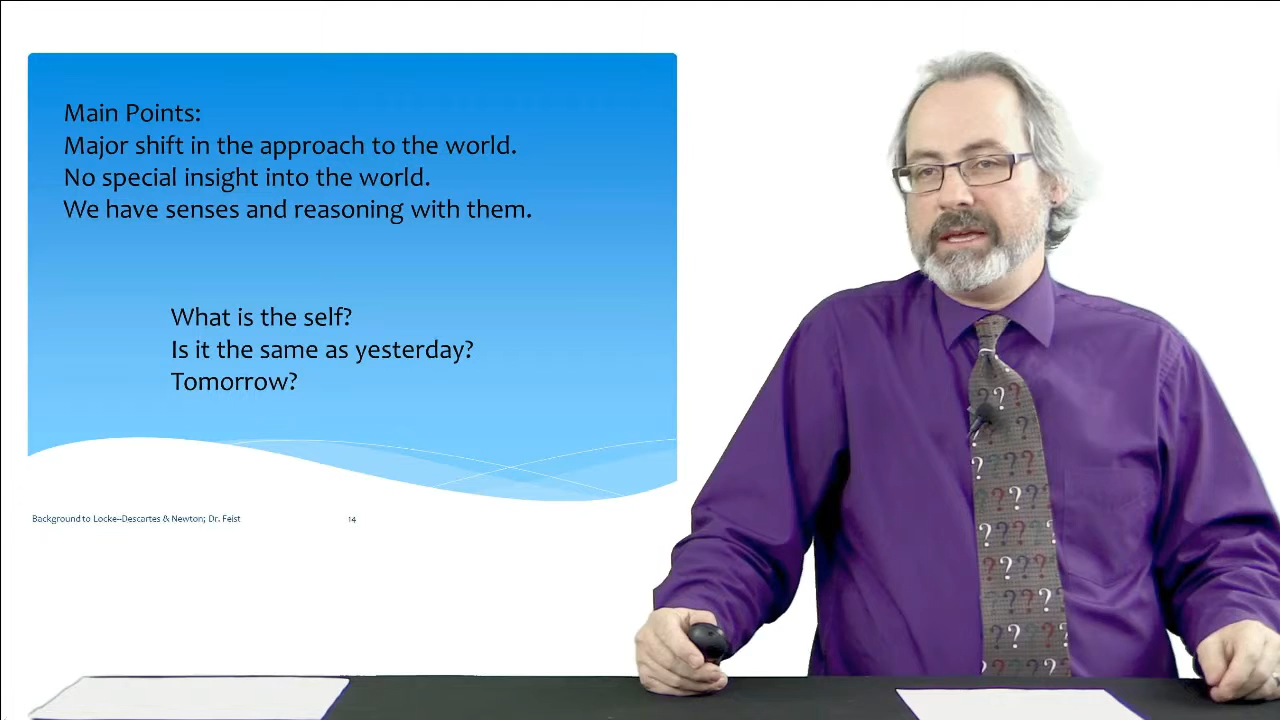 Main Points:
Major shift in the approach to the world.
No special insight into the world.
We have senses and reasoning with them.
What is the self?
Is it the same as yesterday?
Tomorrow?
Background to Locke--Descartes & Newton; Dr. Feist 14